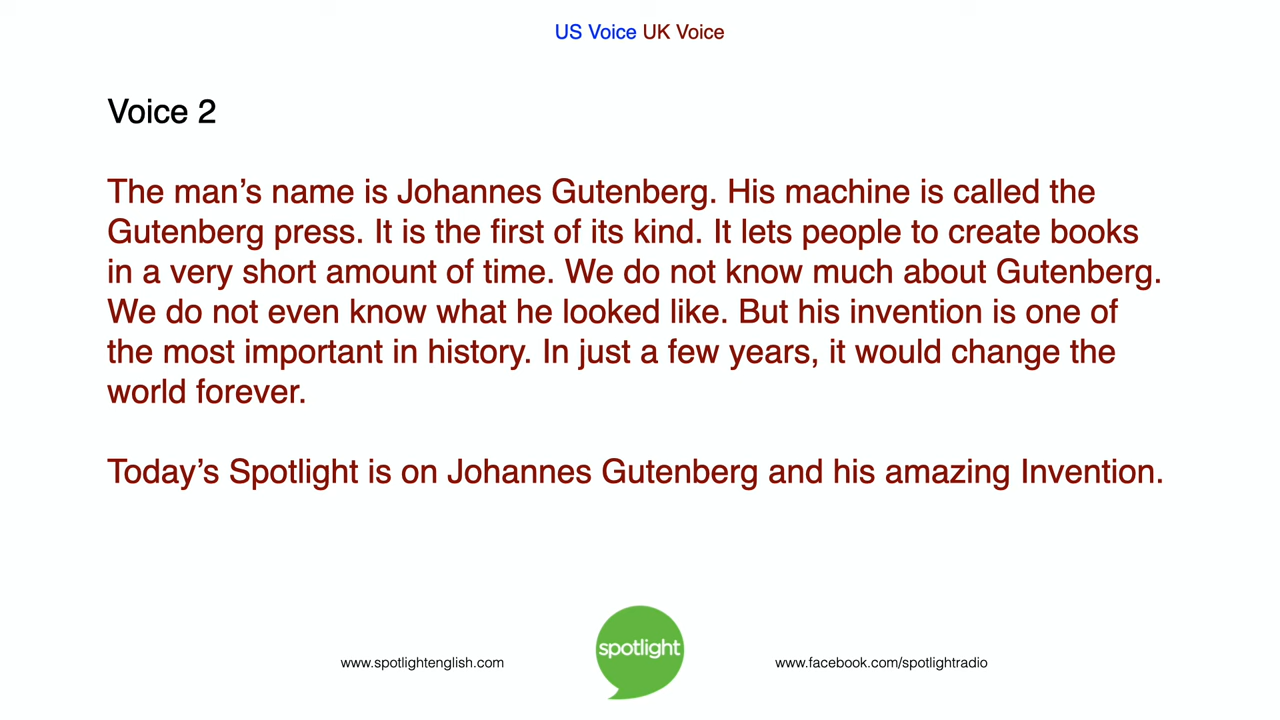 US Voice UK Voice
Voice 2
The man’s name is Johannes Gutenberg. His machine is called the
Gutenberg press. It is the first of its kind. It lets people to create books
in a very short amount of time. We do not know much about Gutenberg.
We do not even know what he looked like. But his invention is one of
the most important in history. In just a few years, it would change the
world forever.
Today’s Spotlight is on Johannes Gutenberg and his amazing Invention.
www.spotlightenglish.com
spotlight
www.facebook.com/spotlightradio